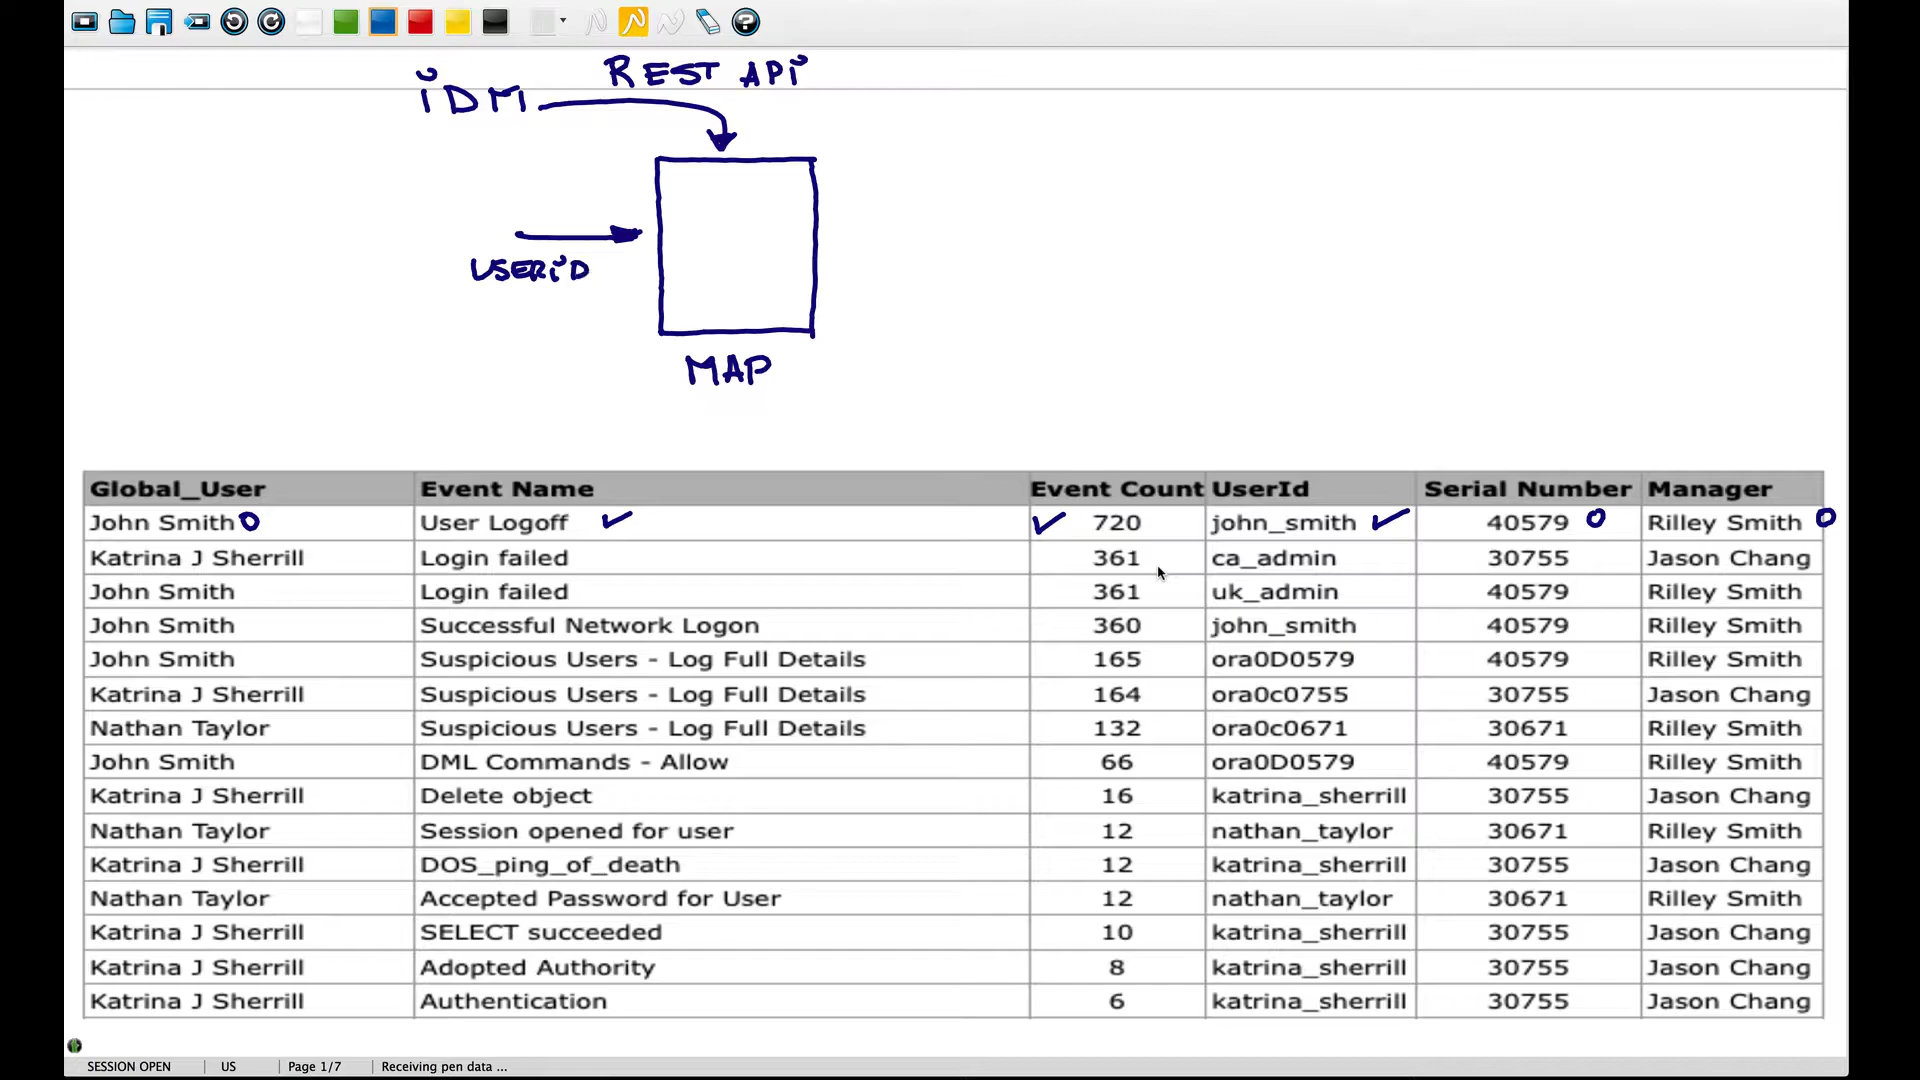 REST API
iDM
USERiD
MAP
Global_User Event Name Event Count UserId Serial Number Manager
John Smith User Logoff 720 john_smith 40579 Rilley Smith
Katrina J Sherrill Login failed 361 ca_admin 30755 Jason Chang
John Smith Login failed 361 uk_admin 40579 Rilley Smith
John Smith Successful Network Logon 360 john_smith 40579 Rilley Smith
John Smith Suspicious Users - Log Full Details 165 ora0D0579 40579 Rilley Smith
Katrina J Sherrill Suspicious Users - Log Full Details 164 ora0c0755 30755 Jason Chang
Nathan Taylor Suspicious Users - Log Full Details 132 ora0c0671 30671 Rilley Smith
John Smith DML Commands - Allow 66 ora0D0579 40579 Rilley Smith
Katrina J Sherrill Delete object 16 katrina_sherrill 30755 Jason Chang
Nathan Taylor Session opened for user 12 nathan_taylor 30671 Rilley Smith
Katrina J Sherrill DOS_ping_of_death 12 katrina_sherrill 30755 Jason Chang
Nathan Taylor Accepted Password for User 12 nathan_taylor 30671 Rilley Smith
Katrina J Sherrill SELECT succeeded 10 katrina_sherrill 30755 Jason Chang
Katrina J Sherrill Adopted Authority 8 katrina_sherrill 30755 Jason Chang
Katrina J Sherrill Authentication 6 katrina_sherrill 30755 Jason Chang
SESSION OPEN US Page 1/7 Receiving pen data ...